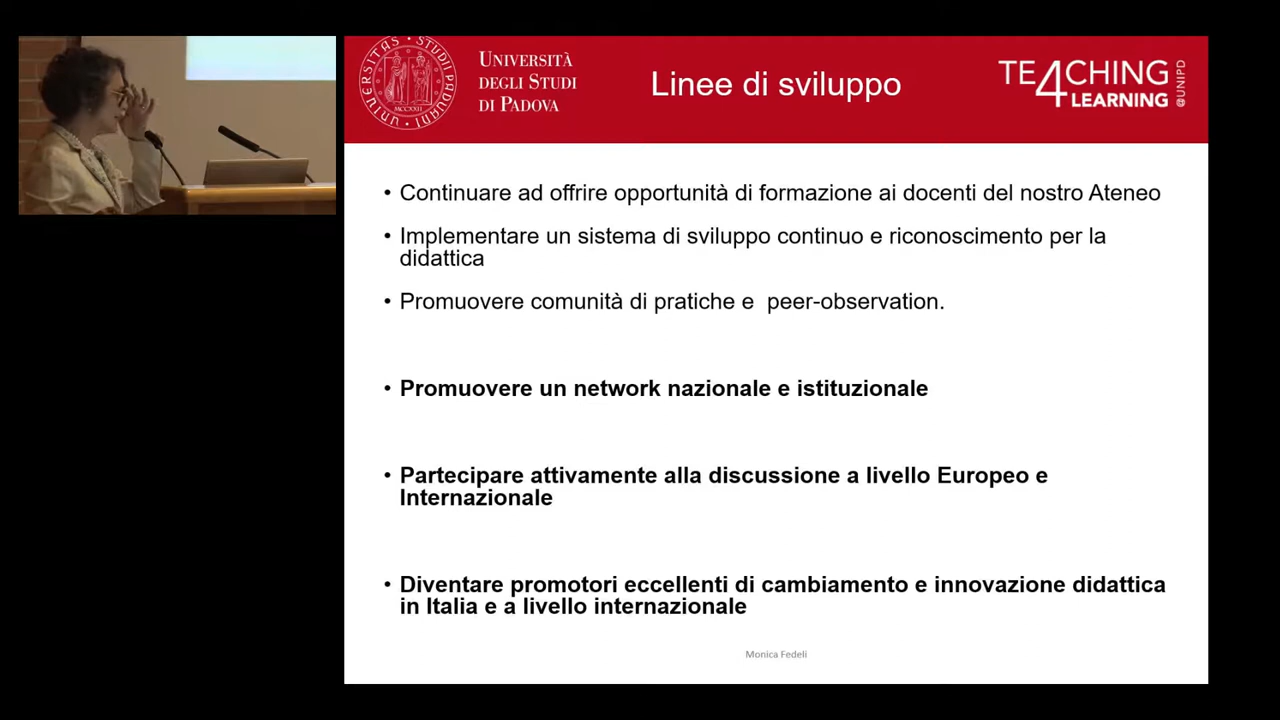 UNIVERSITÀ
DEGLI STUDI
DI PADOVA
Linee di sviluppo
TE4CHING
4LEARNING
@UNIPD
• Continuare ad offrire opportunità di formazione ai docenti del nostro Ateneo
• Implementare un sistema di sviluppo continuo e riconoscimento per la
didattica
• Promuovere comunità di pratiche e  peer-observation.
• Promuovere un network nazionale e istituzionale
• Partecipare attivamente alla discussione a livello Europeo e
Internazionale
• Diventare promotori eccellenti di cambiamento e innovazione didattica
in Italia e a livello internazionale
Monica Fedeli